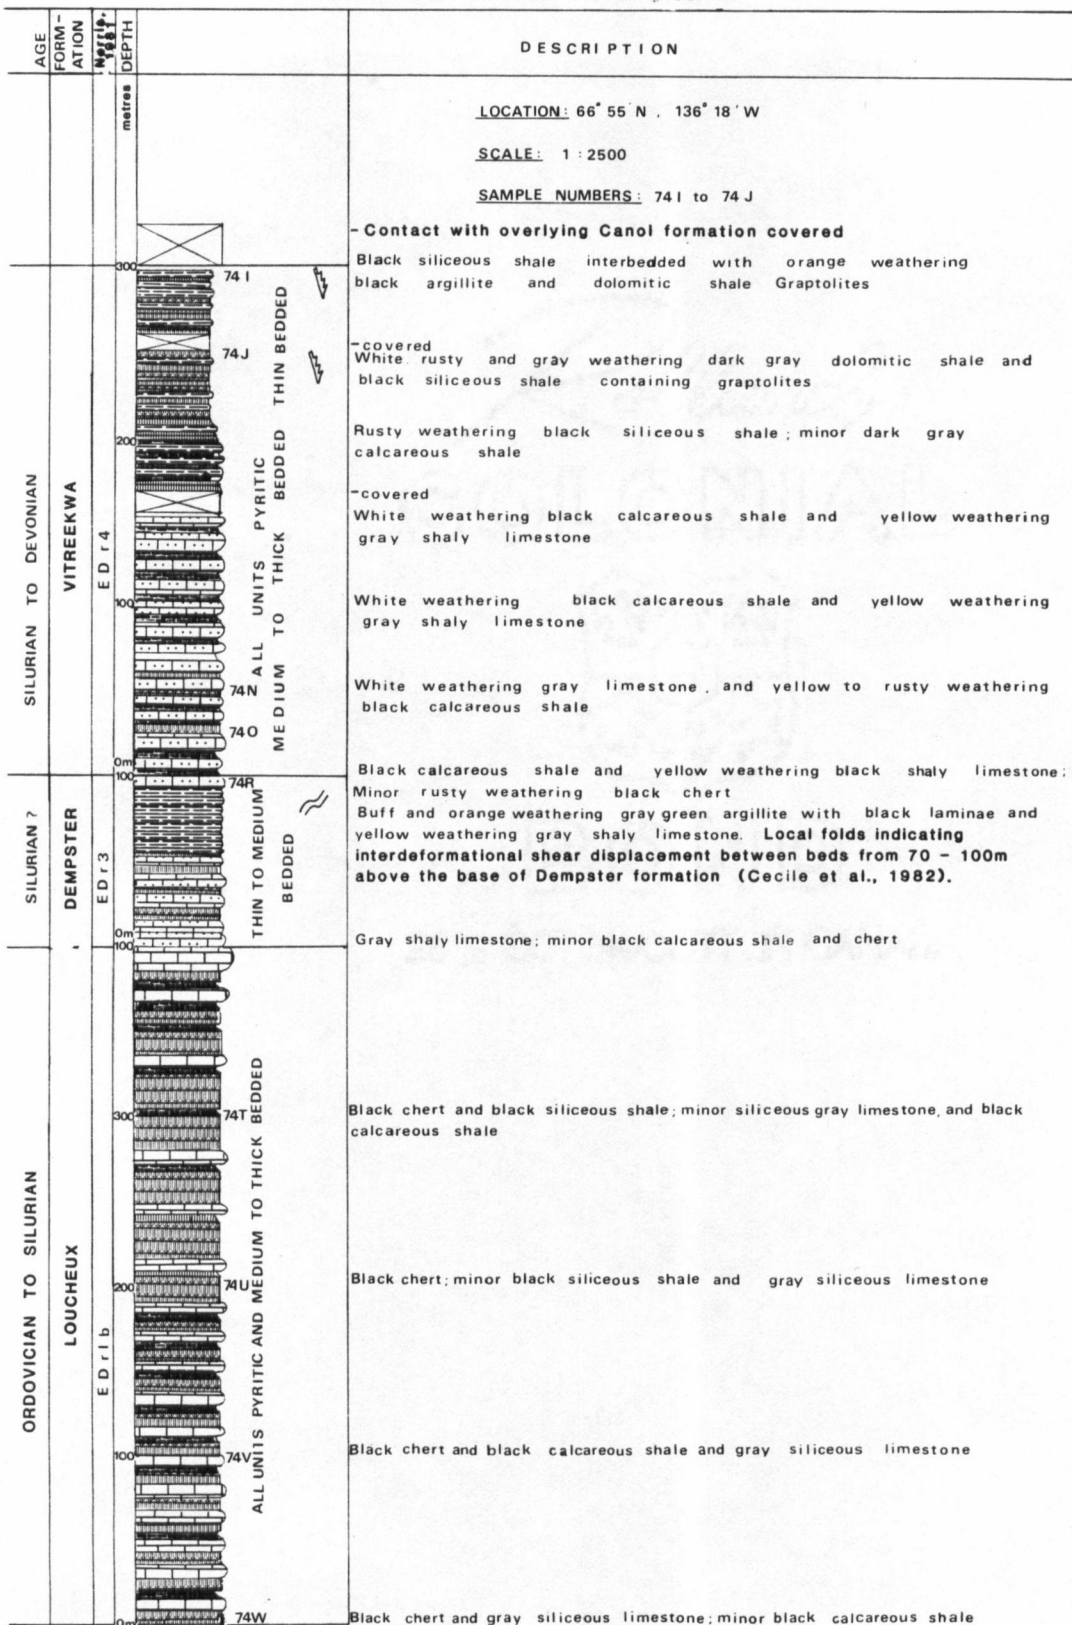 AGE
FORM-
ATION
Norris,
1981
DEPTH
DESCRIPTION
metres
LOCATION: 66° 55' N , 136° 18' W
SCALE: 1 : 2500
SAMPLE NUMBERS: 74 I to 74 J
-Contact with overlying Canol formation covered
300
74 I
Black siliceous shale interbedded with orange weathering
black argillite and dolomitic shale Graptolites
74J
-covered
White rusty and gray weathering dark gray dolomitic shale and
black siliceous shale containing graptolites
200
Rusty weathering black siliceous shale; minor dark gray
calcareous shale
-covered
White weathering black calcareous shale and yellow weathering
gray shaly limestone
100
White weathering black calcareous shale and yellow weathering
gray shaly limestone
74N
White weathering gray limestone, and yellow to rusty weathering
black calcareous shale
74O
0m
SILURIAN TO DEVONIAN
VITREEKWA
EDr4
ALL UNITS PYRITIC
MEDIUM TO THICK BEDDED THIN BEDDED
100
74R
Black calcareous shale and yellow weathering black shaly limestone;
Minor rusty weathering black chert
Buff and orange weathering gray green argillite with black laminae and
yellow weathering gray shaly limestone. Local folds indicating
interdeformational shear displacement between beds from 70 - 100m
above the base of Dempster formation (Cecile et al., 1982).
0m
Gray shaly limestone; minor black calcareous shale and chert
SILURIAN ?
DEMPSTER
EDr3
THIN TO MEDIUM
BEDDED
100
300
74T
Black chert and black siliceous shale; minor siliceous gray limestone, and black
calcareous shale
200
74U
Black chert; minor black siliceous shale and gray siliceous limestone
100
74V
Black chert and black calcareous shale and gray siliceous limestone
0m
74W
Black chert and gray siliceous limestone; minor black calcareous shale
ORDOVICIAN TO SILURIAN
LOUCHEUX
EDr1b
ALL UNITS PYRITIC AND MEDIUM TO THICK BEDDED